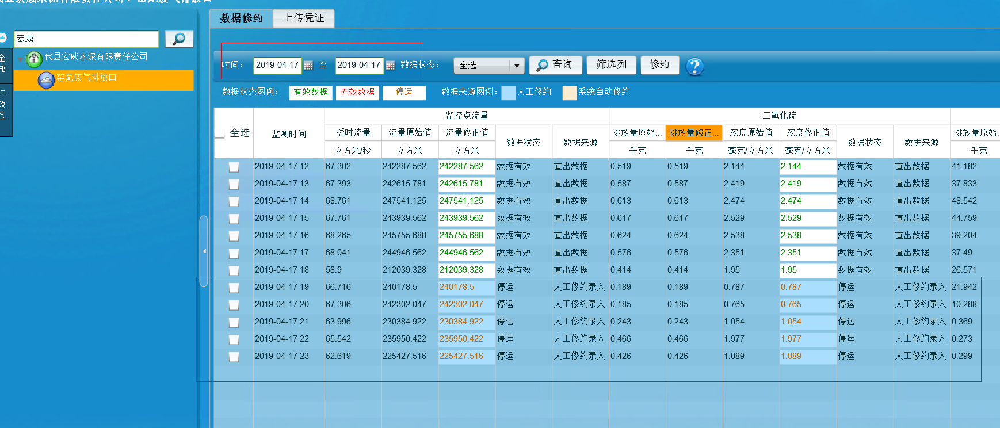 代县宏威水泥有限责任公司 > 窑尾废气排放口
数据修约 上传凭证
宏威
全部
行政区
代县宏威水泥有限责任公司
窑尾废气排放口
时间： 2019-04-17 至 2019-04-17 数据状态： 全选 查询 筛选列 修约 ?
数据状态图例： 有效数据 无效数据 停运 数据来源图例： 人工修约 系统自动修约
全选 监测时间 监控点流量 二氧化硫
瞬时流量 流量原始值 流量修正值 数据状态 数据来源 排放量原始... 排放量修正... 浓度原始值 浓度修正值 数据状态 数据来源 排放量原始.
立方米/秒 立方米 立方米 千克 千克 毫克/立方米 毫克/立方米 千克
2019-04-17 12 67.302 242287.562 242287.562 数据有效 直出数据 0.519 0.519 2.144 2.144 数据有效 直出数据 41.182
2019-04-17 13 67.393 242615.781 242615.781 数据有效 直出数据 0.587 0.587 2.419 2.419 数据有效 直出数据 37.833
2019-04-17 14 68.761 247541.125 247541.125 数据有效 直出数据 0.613 0.613 2.474 2.474 数据有效 直出数据 48.542
2019-04-17 15 67.761 243939.562 243939.562 数据有效 直出数据 0.617 0.617 2.529 2.529 数据有效 直出数据 44.759
2019-04-17 16 68.265 245755.688 245755.688 数据有效 直出数据 0.624 0.624 2.538 2.538 数据有效 直出数据 39.204
2019-04-17 17 68.041 244946.562 244946.562 数据有效 直出数据 0.576 0.576 2.351 2.351 数据有效 直出数据 37.49
2019-04-17 18 58.9 212039.328 212039.328 数据有效 直出数据 0.414 0.414 1.95 1.95 数据有效 直出数据 26.571
2019-04-17 19 66.716 240178.5 240178.5 停运 人工修约录入 0.189 0.189 0.787 0.787 停运 人工修约录入 21.942
2019-04-17 20 67.306 242302.047 242302.047 停运 人工修约录入 0.185 0.185 0.765 0.765 停运 人工修约录入 10.288
2019-04-17 21 63.996 230384.922 230384.922 停运 人工修约录入 0.243 0.243 1.054 1.054 停运 人工修约录入 0.369
2019-04-17 22 65.542 235950.422 235950.422 停运 人工修约录入 0.466 0.466 1.977 1.977 停运 人工修约录入 0.273
2019-04-17 23 62.619 225427.516 225427.516 停运 人工修约录入 0.426 0.426 1.889 1.889 停运 人工修约录入 0.299